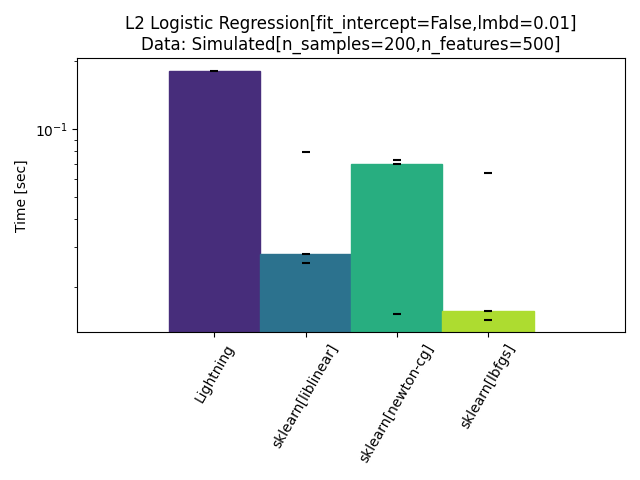 L2 Logistic Regression[fit_intercept=False,lmbd=0.01]
Data: Simulated[n_samples=200,n_features=500]
Time [sec]
10⁻¹
Lightning
sklearn[liblinear]
sklearn[newton-cg]
sklearn[lbfgs]